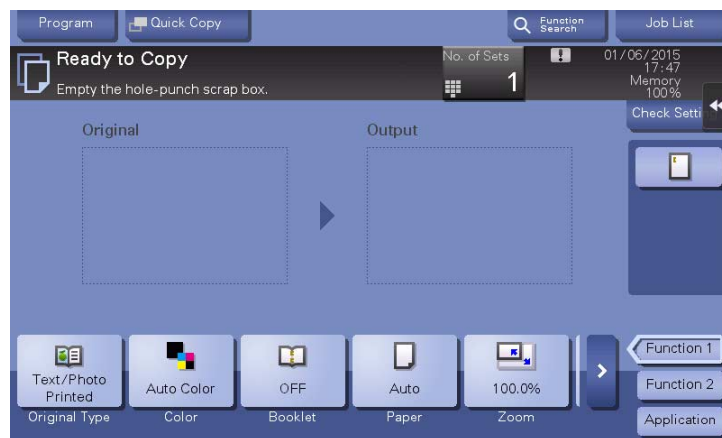 Program
Quick Copy
Function
Search
Job List
Ready to Copy
Empty the hole-punch scrap box.
No. of Sets
1
01/06/2015
17:47
Memory
100%
Check Setti
Original
Output
Text/Photo
Printed
Original Type
Auto Color
Color
OFF
Booklet
Auto
Paper
100.0%
Zoom
Function 1
Function 2
Application